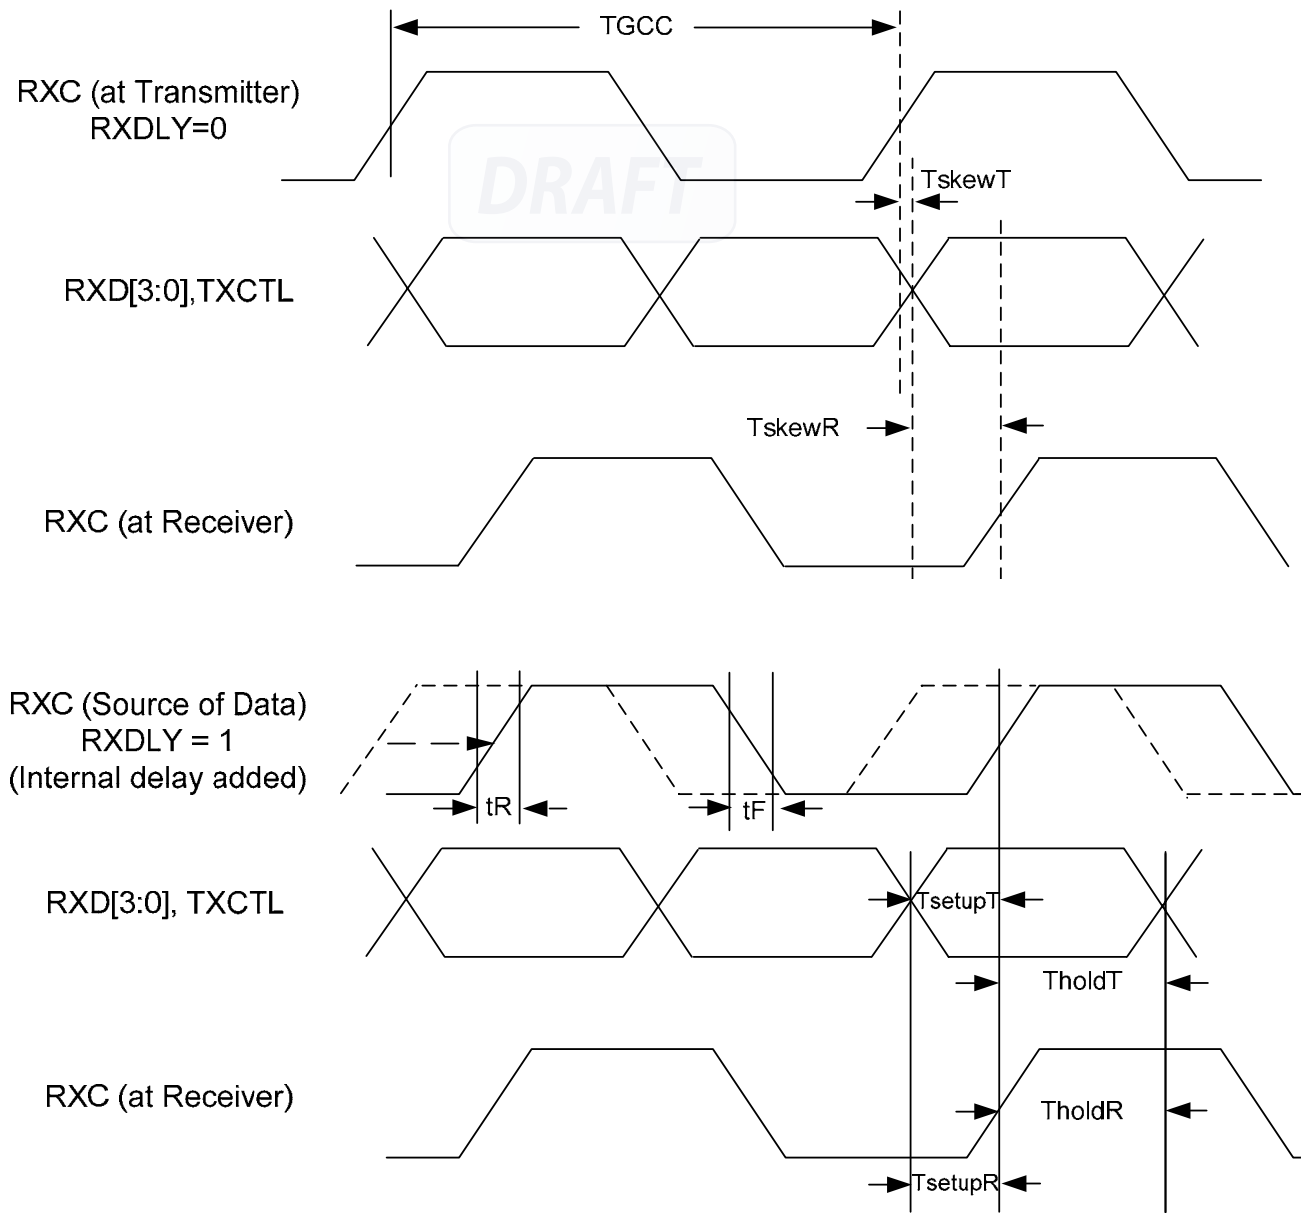 TGCC
RXC (at Transmitter)
RXDLY=0
DRAFT
TskewT
RXD[3:0],TXCTL
TskewR
RXC (at Receiver)
RXC (Source of Data)
RXDLY = 1
(Internal delay added)
tR
tF
RXD[3:0], TXCTL
TsetupT
TholdT
RXC (at Receiver)
TholdR
TsetupR